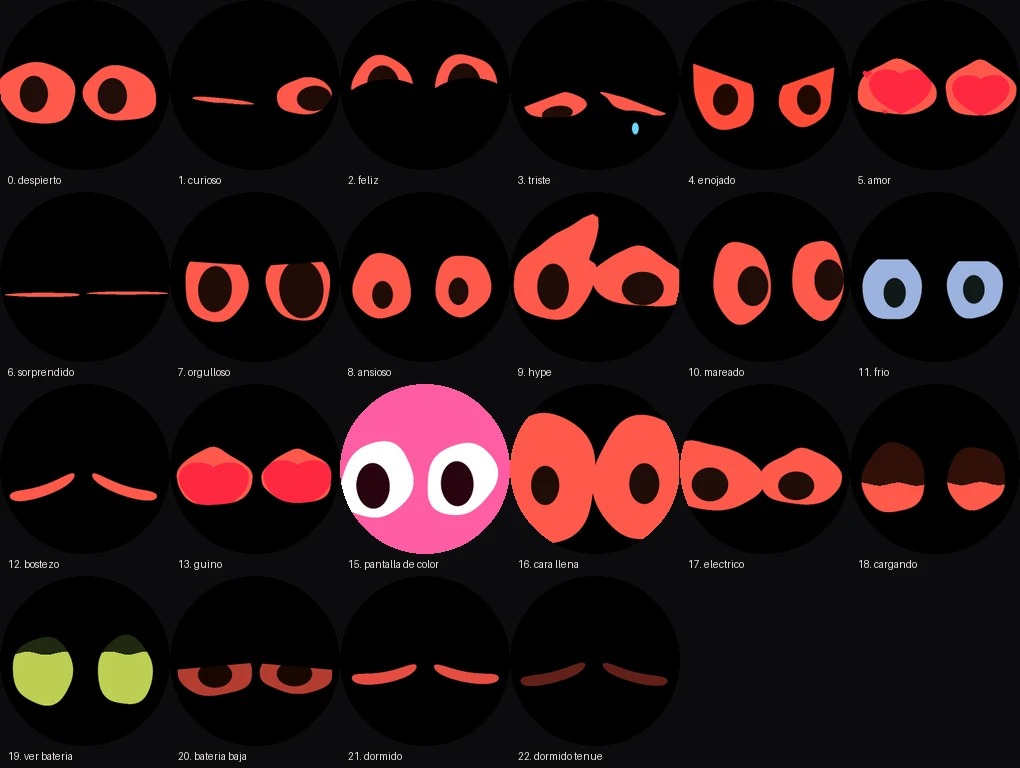 0. despierto
1. curioso
2. feliz
3. triste
4. enojado
5. amor
6. sorprendido
7. orgulloso
8. ansioso
9. hype
10. mareado
11. frio
12. bostezo
13. guino
15. pantalla de color
16. cara llena
17. electrico
18. cargando
19. ver bateria
20. bateria baja
21. dormido
22. dormido tenue